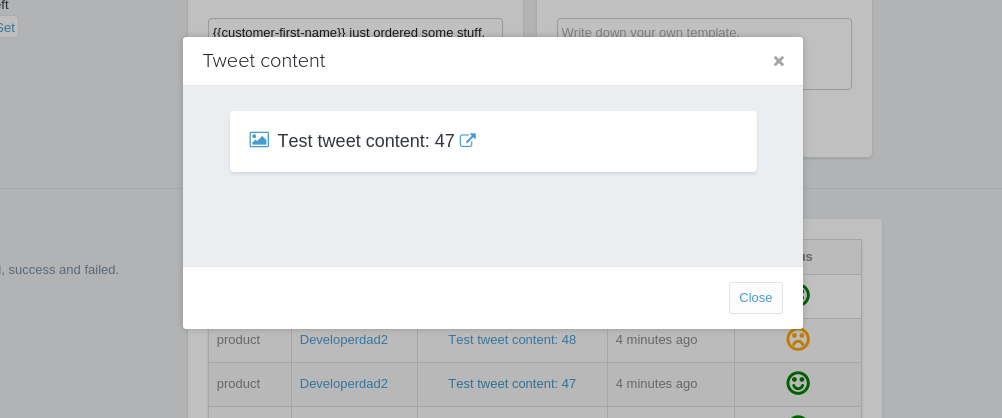 eft
Set
{{customer-first-name}} just ordered some stuff.
Write down your own template.
Tweet content
×
Test tweet content: 47
, success and failed.
us
Close
product Developerdad2 Test tweet content: 48 4 minutes ago
product Developerdad2 Test tweet content: 47 4 minutes ago